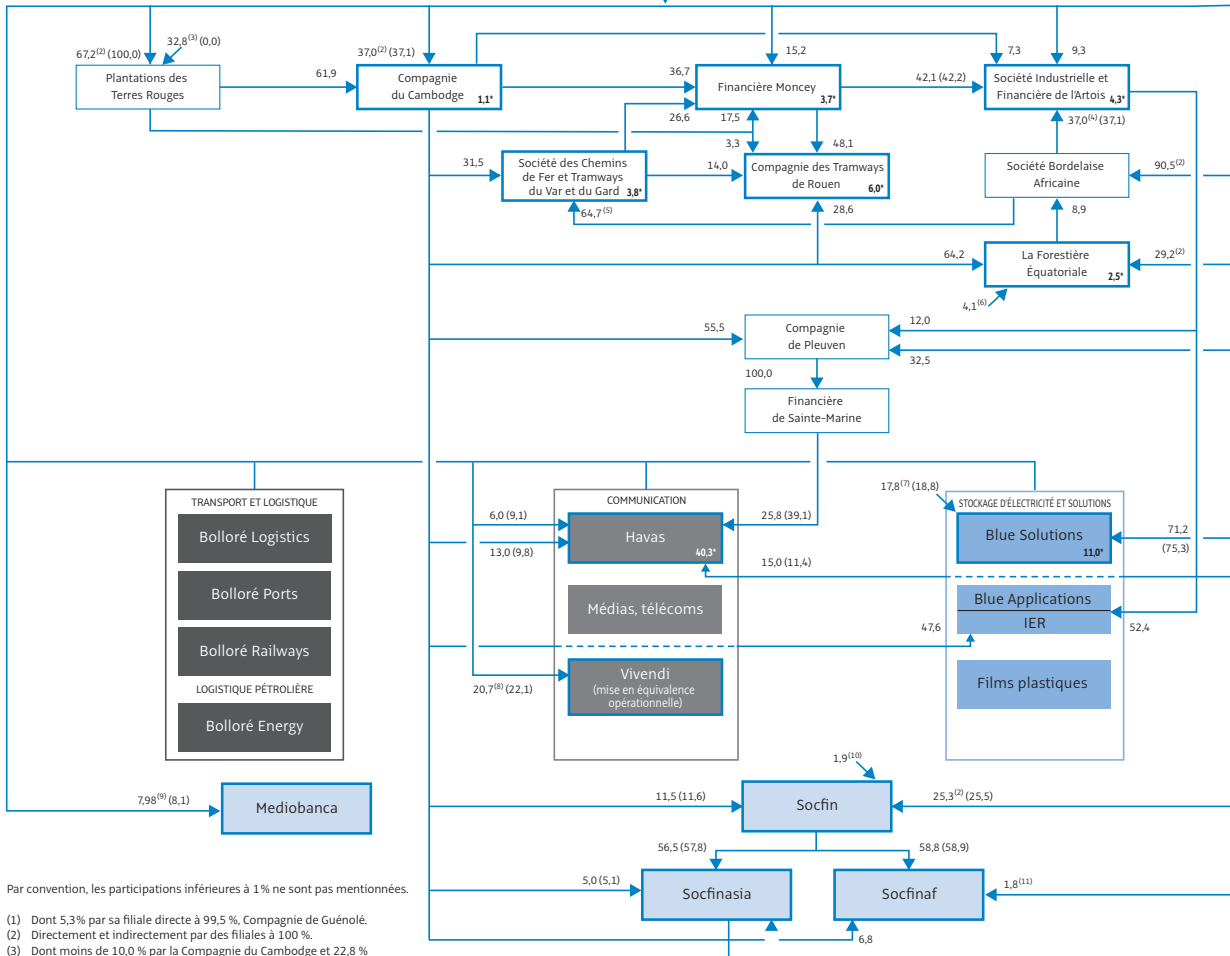 32,8(3) (0,0)
67,2(2) (100,0)
37,0(2) (37,1)
15,2
7,3
9,3
Plantations des
Terres Rouges
61,9
Compagnie
du Cambodge
1,1*
36,7
Financière Moncey
3,7*
42,1 (42,2)
Société Industrielle et
Financière de l'Artois
4,3*
26,6
17,5
37,0(4) (37,1)
3,3
48,1
31,5
Société des Chemins
de Fer et Tramways
du Var et du Gard
3,8*
14,0
Compagnie des Tramways
de Rouen
6,0*
Société Bordelaise
Africaine
90,5(2)
64,7(5)
28,6
8,9
64,2
La Forestière
Équatoriale
2,5*
29,2(2)
4,1(6)
55,5
Compagnie
de Pleuven
12,0
32,5
100,0
Financière
de Sainte-Marine
TRANSPORT ET LOGISTIQUE
Bolloré Logistics
Bolloré Ports
Bolloré Railways
LOGISTIQUE PÉTROLIÈRE
Bolloré Energy
COMMUNICATION
6,0 (9,1)
13,0 (9,8)
Havas
40,3*
25,8 (39,1)
15,0 (11,4)
Médias, télécoms
Vivendi
(mise en équivalence
opérationnelle)
20,7(8) (22,1)
17,8(7) (18,8)
STOCKAGE D'ÉLECTRICITÉ ET SOLUTIONS
Blue Solutions
11,0*
71,2
(75,3)
Blue Applications
IER
47,6
52,4
Films plastiques
7,98(9) (8,1)
Mediobanca
1,9(10)
11,5 (11,6)
Socfin
25,3(2) (25,5)
56,5 (57,8)
58,8 (58,9)
5,0 (5,1)
Socfinasia
Socfinaf
1,8(11)
6,8
Par convention, les participations inférieures à 1% ne sont pas mentionnées.
(1) Dont 5,3% par sa filiale directe à 99,5 %, Compagnie de Guénolé.
(2) Directement et indirectement par des filiales à 100 %.
(3) Dont moins de 10,0 % par la Compagnie du Cambodge et 22,8 %